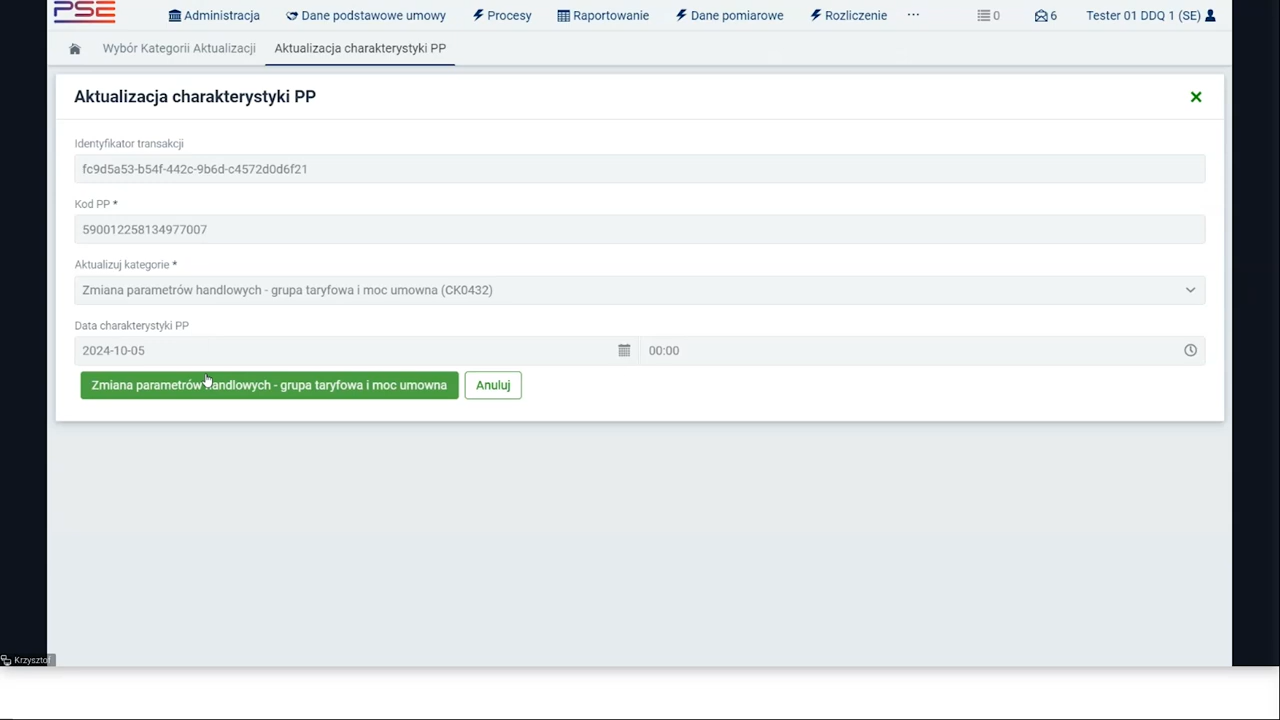 PSE
Administracja
Dane podstawowe umowy
Procesy
Raportowanie
Dane pomiarowe
Rozliczenie
...
0
6
Tester 01 DDQ 1 (SE)
Wybór Kategorii Aktualizacji
Aktualizacja charakterystyki PP
Aktualizacja charakterystyki PP
Identyfikator transakcji
fc9d5a53-b54f-442c-9b6d-c4572d0d6f21
Kod PP *
590012258134977007
Aktualizuj kategorie *
Zmiana parametrów handlowych - grupa taryfowa i moc umowna (CK0432)
Data charakterystyki PP
2024-10-05
00:00
Zmiana parametrów handlowych - grupa taryfowa i moc umowna
Anuluj
Krzysztof